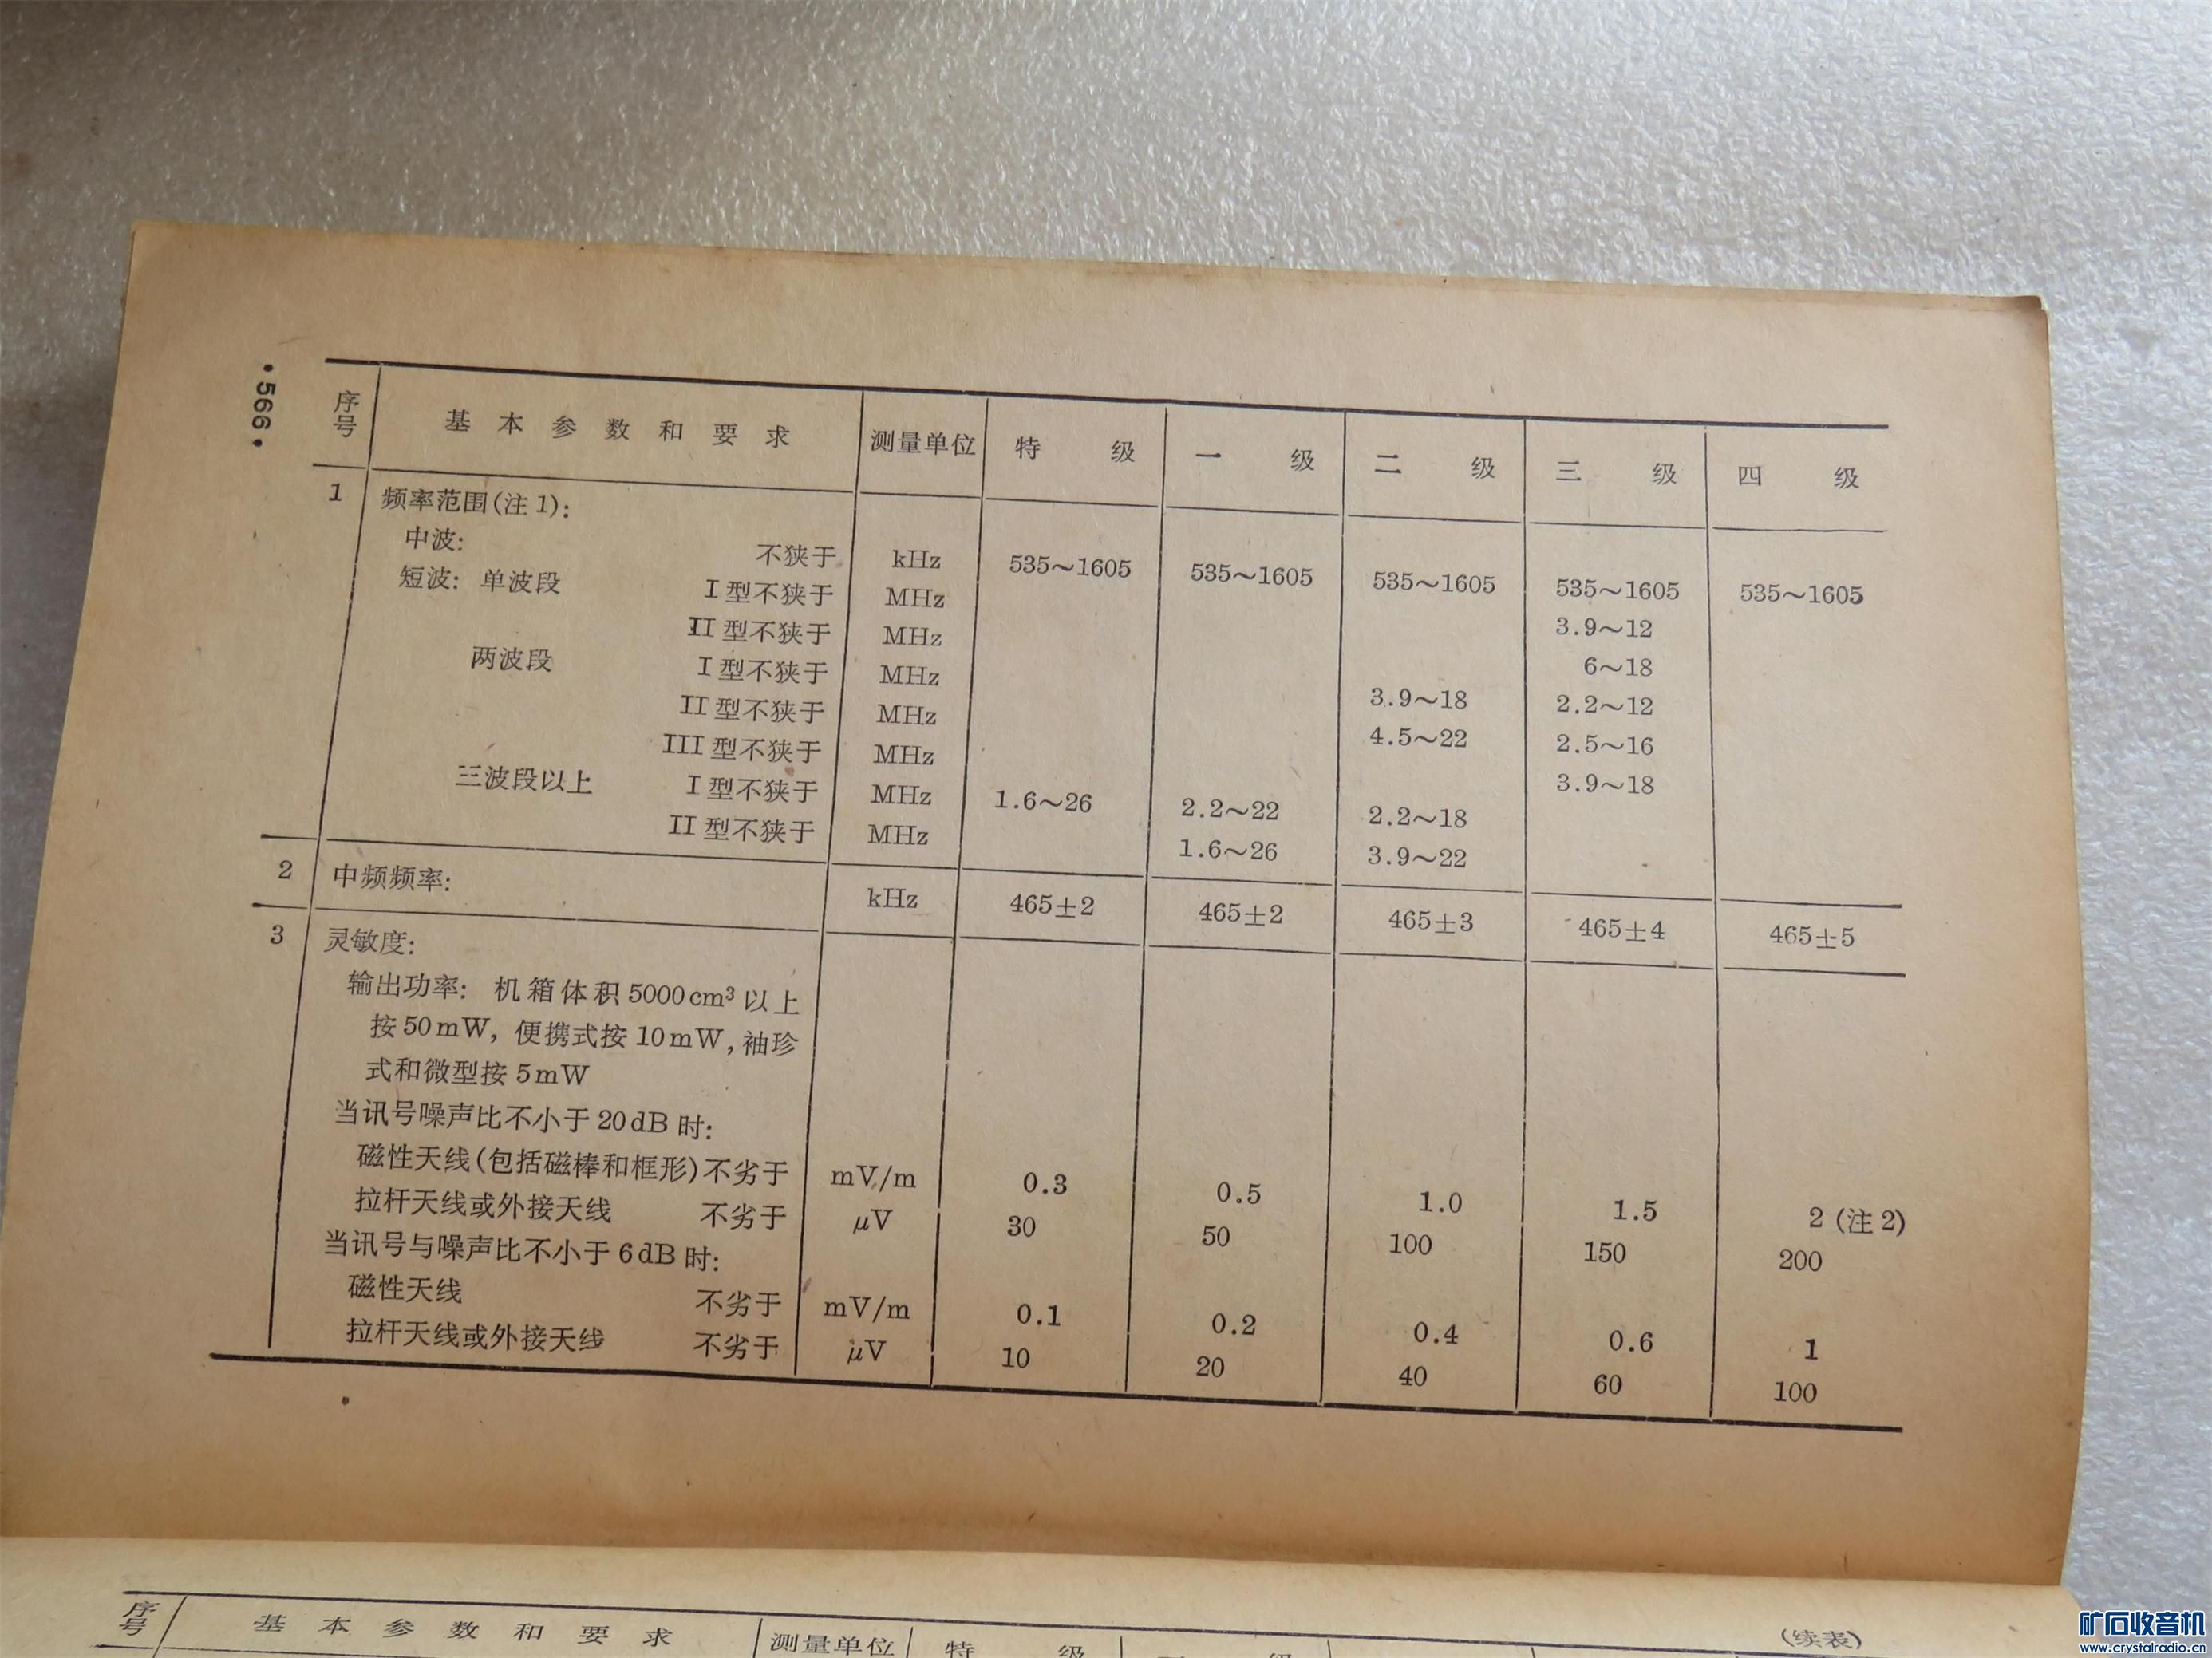 •566•
序号 基本参数和要求 测量单位 特级 一级 二级 三级 四级
1 频率范围(注1):
中波: 不狭于 kHz 535～1605 535～1605 535～1605 535～1605 535～1605
短波: 单波段 I型不狭于 MHz 3.9～12
II型不狭于 MHz 6～18
两波段 I型不狭于 MHz 3.9～18 2.2～12
II型不狭于 MHz 4.5～22 2.5～16
III型不狭于 MHz 3.9～18
三波段以上 I型不狭于 MHz 1.6～26 2.2～22 2.2～18
II型不狭于 MHz 1.6～26 3.9～22
2 中频频率: kHz 465±2 465±2 465±3 465±4 465±5
3 灵敏度:
输出功率: 机箱体积5000cm³以上
按50mW, 便携式按10mW,袖珍
式和微型按5mW
当讯号噪声比不小于20dB时:
磁性天线(包括磁棒和框形)不劣于 mV/m 0.3 0.5 1.0 1.5 2(注2)
拉杆天线或外接天线 不劣于 μV 30 50 100 150 200
当讯号与噪声比不小于6dB时:
磁性天线 不劣于 mV/m 0.1 0.2 0.4 0.6 1
拉杆天线或外接天线 不劣于 μV 10 20 40 60 100
(续表)
序号 基本参数和要求 测量单位 特级 一级
矿石收音机
www.crystalradio.cn